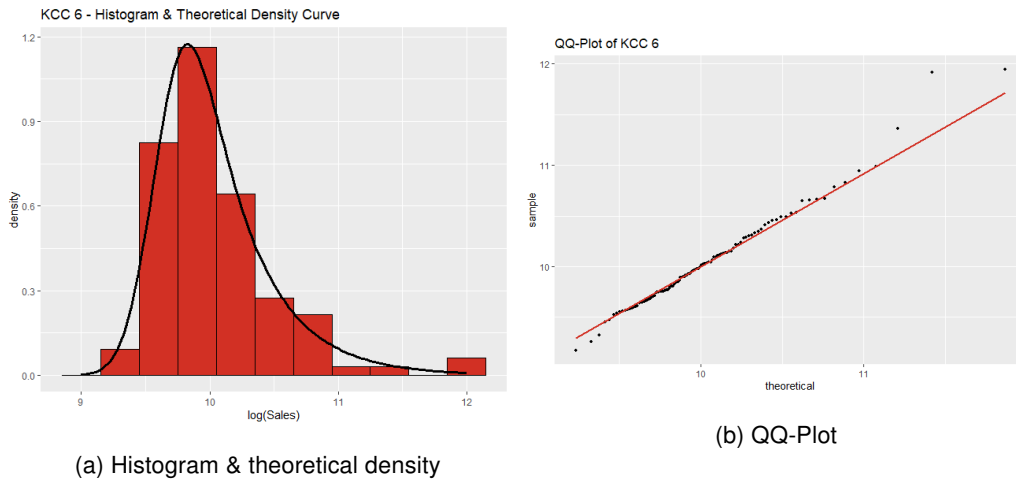 KCC 6 - Histogram & Theoretical Density Curve
1.2
0.9
0.6
0.3
0.0
density
9 10 11 12
log(Sales)
(a) Histogram & theoretical density
QQ-Plot of KCC 6
12
11
10
sample
10 11
theoretical
(b) QQ-Plot